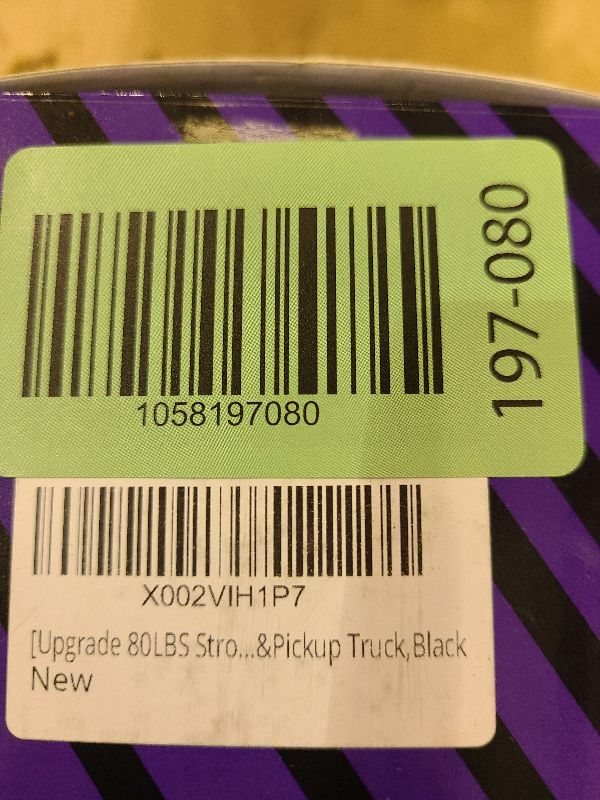 1058197080
197-080
X002VIH1P7
[Upgrade 80LBS Stro...&Pickup Truck,Black
New